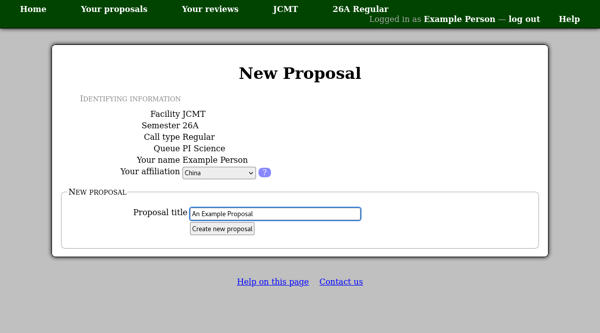 Home Your proposals Your reviews JCMT 26A Regular
Logged in as Example Person — log out Help
New Proposal
Identifying information
Facility JCMT
Semester 26A
Call type Regular
Queue PI Science
Your name Example Person
Your affiliation China ?
New proposal
Proposal title An Example Proposal
Create new proposal
Help on this page Contact us